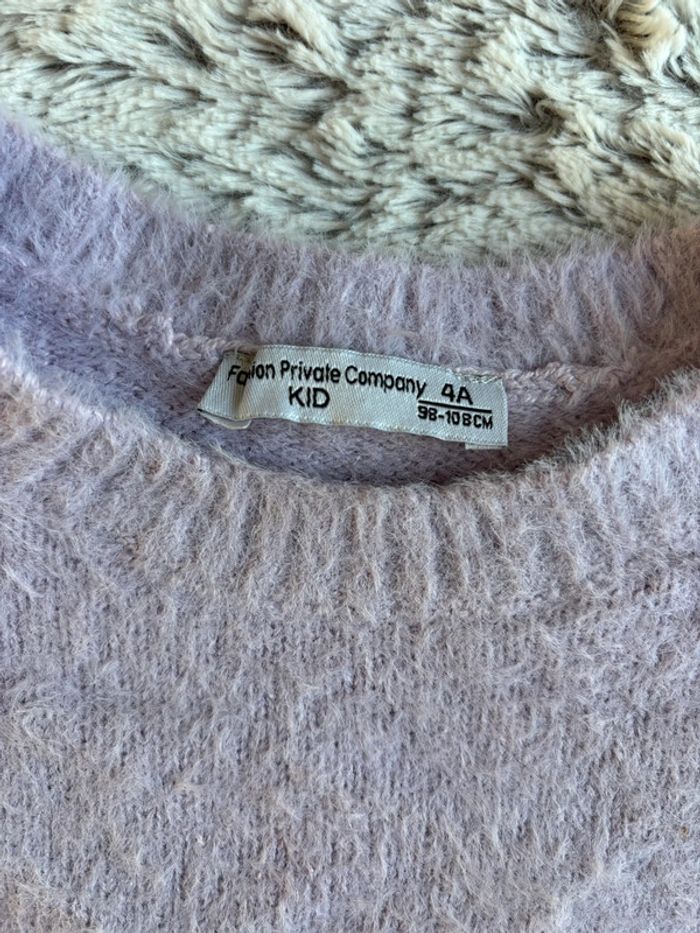 Private Company
KID
4A
98-108CM